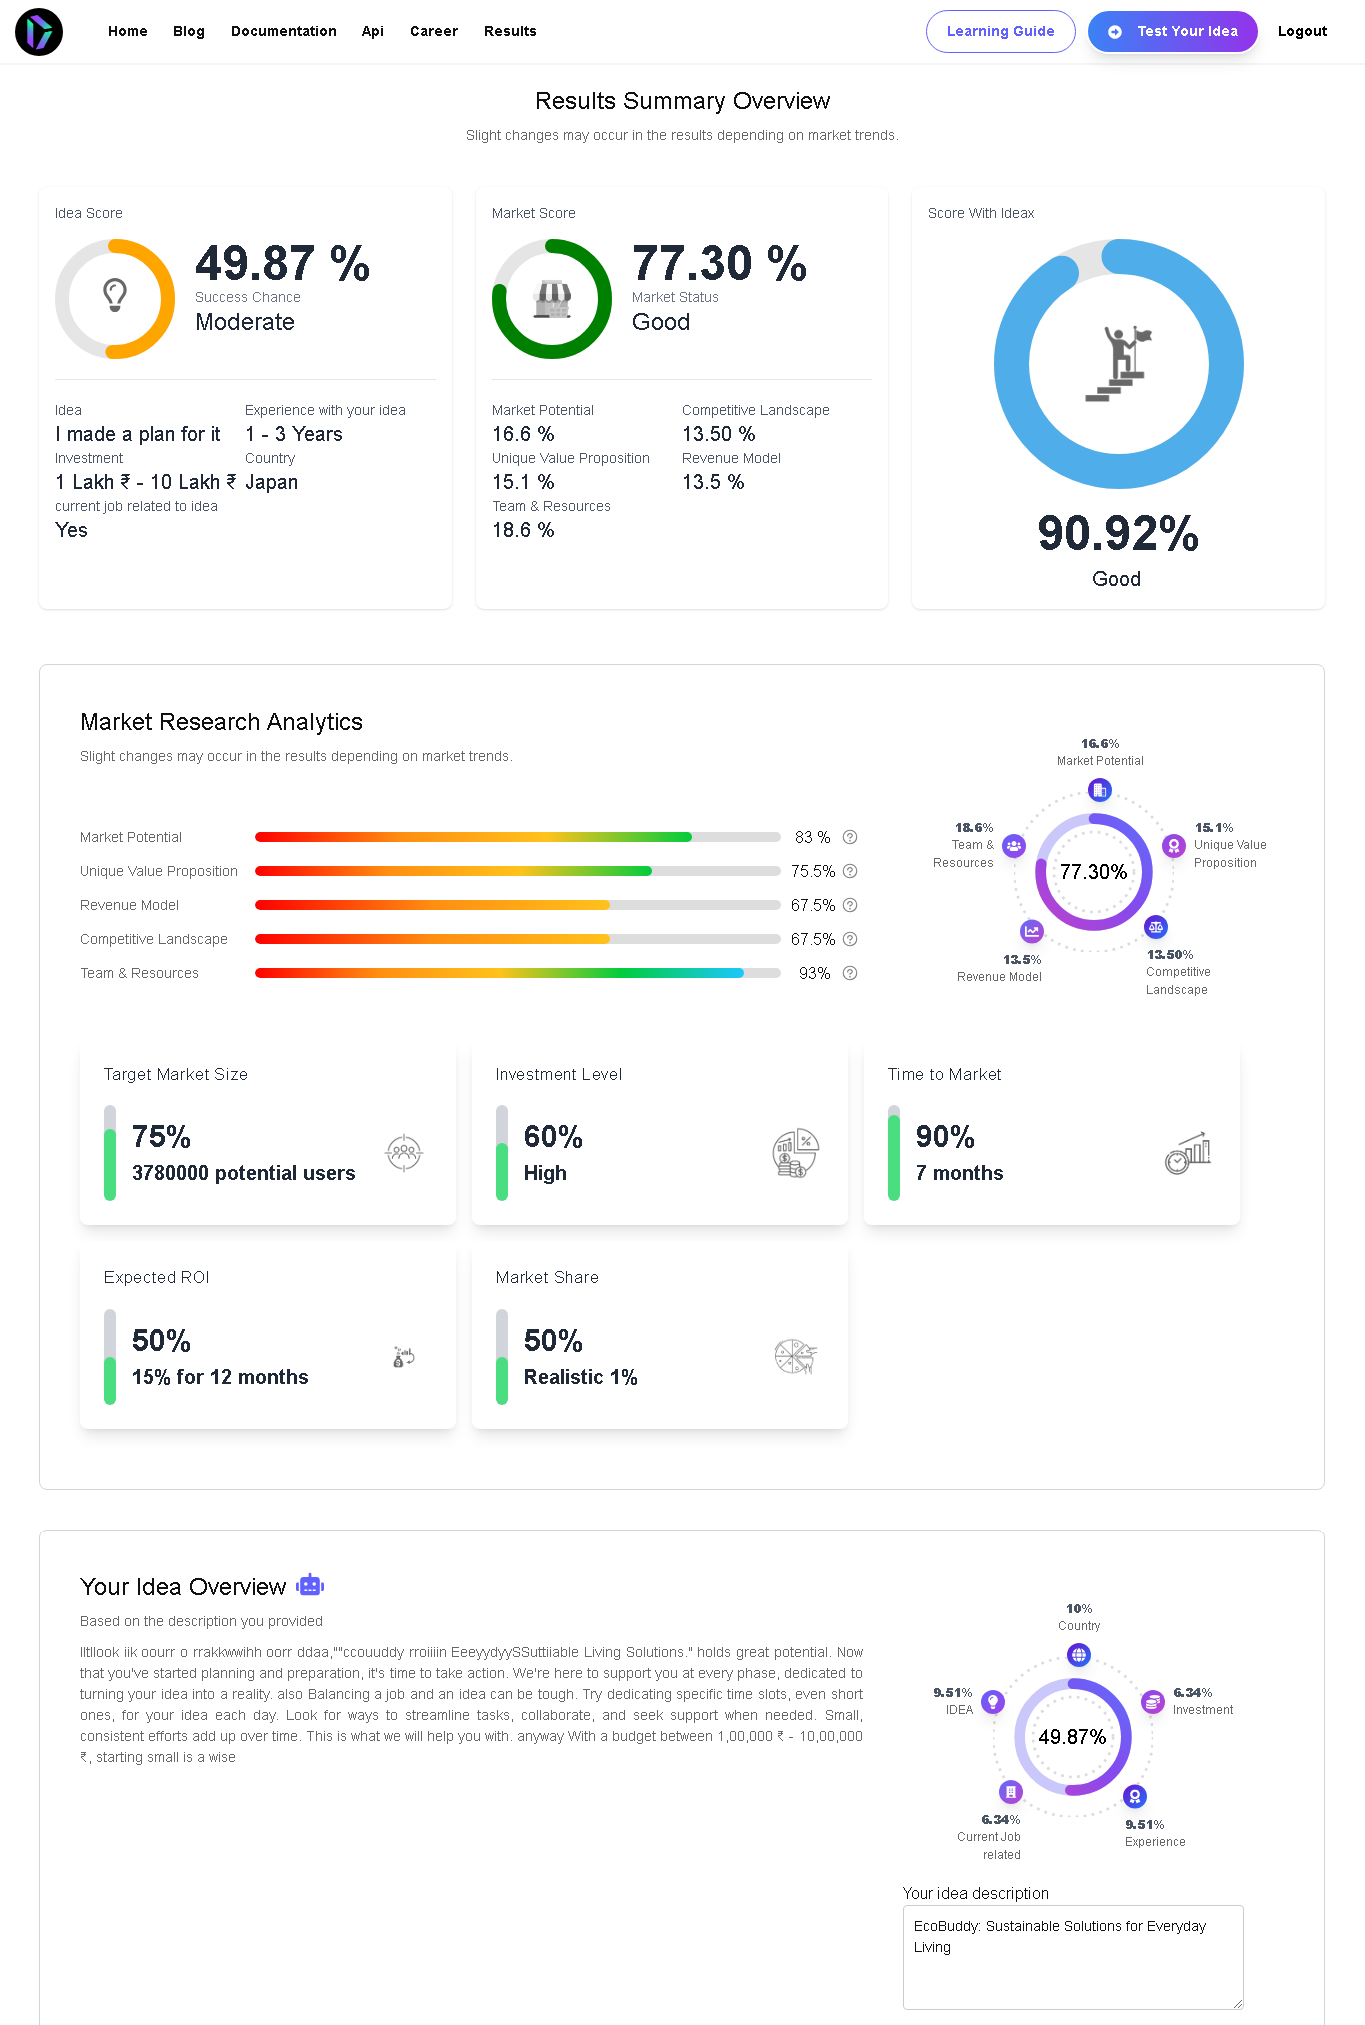 Home Blog Documentation Api Career Results Learning Guide Test Your Idea Logout
Results Summary Overview
Slight changes may occur in the results depending on market trends.
Idea Score
49.87 %
Success Chance
Moderate
Idea
I made a plan for it
Experience with your idea
1 - 3 Years
Investment
1 Lakh ₹ - 10 Lakh ₹
Country
Japan
current job related to idea
Yes
Market Score
77.30 %
Market Status
Good
Market Potential
16.6 %
Competitive Landscape
13.50 %
Unique Value Proposition
15.1 %
Revenue Model
13.5 %
Team & Resources
18.6 %
Score With Ideax
90.92%
Good
Market Research Analytics
Slight changes may occur in the results depending on market trends.
Market Potential 83 %
Unique Value Proposition 75.5%
Revenue Model 67.5%
Competitive Landscape 67.5%
Team & Resources 93%
16.6%
Market Potential
15.1%
Unique Value
Proposition
13.50%
Competitive
Landscape
13.5%
Revenue Model
18.6%
Team &
Resources
77.30%
Target Market Size
75%
3780000 potential users
Investment Level
60%
High
Time to Market
90%
7 months
Expected ROI
50%
15% for 12 months
Market Share
50%
Realistic 1%
Your Idea Overview
Based on the description you provided
IItllook iik oourr o rrakkwwihh oorr ddaa,""ccouuddy rroiiiin EeeyydyySSuttiiable Living Solutions." holds great potential. Now
that you've started planning and preparation, it's time to take action. We're here to support you at every phase, dedicated to
turning your idea into a reality. also Balancing a job and an idea can be tough. Try dedicating specific time slots, even short
ones, for your idea each day. Look for ways to streamline tasks, collaborate, and seek support when needed. Small,
consistent efforts add up over time. This is what we will help you with. anyway With a budget between 1,00,000 ₹ - 10,00,000
₹, starting small is a wise
10%
Country
6.34%
Investment
9.51%
Experience
6.34%
Current Job
related
9.51%
IDEA
49.87%
Your idea description
EcoBuddy: Sustainable Solutions for Everyday
Living